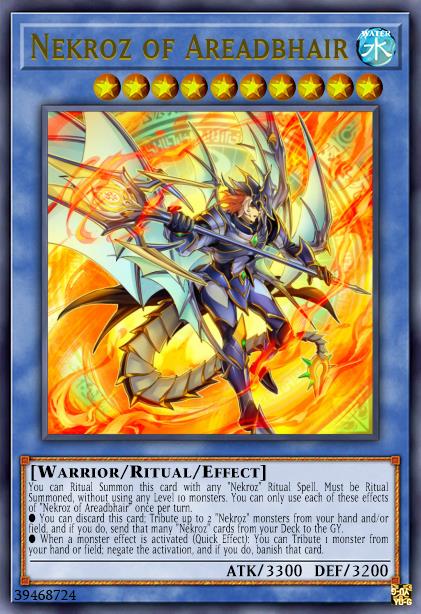 Nekroz of Areadbhair
WATER
水
[Warrior/Ritual/Effect]
You can Ritual Summon this card with any "Nekroz" Ritual Spell. Must be Ritual
Summoned, without using any Level 10 monsters. You can only use each of these effects
of "Nekroz of Areadbhair" once per turn.
● You can discard this card; Tribute up to 2 "Nekroz" monsters from your hand and/or
field, and if you do, send that many "Nekroz" cards from your Deck to the GY.
● When a monster effect is activated (Quick Effect): You can Tribute 1 monster from
your hand or field; negate the activation, and if you do, banish that card.
ATK/3300 DEF/3200
39468724